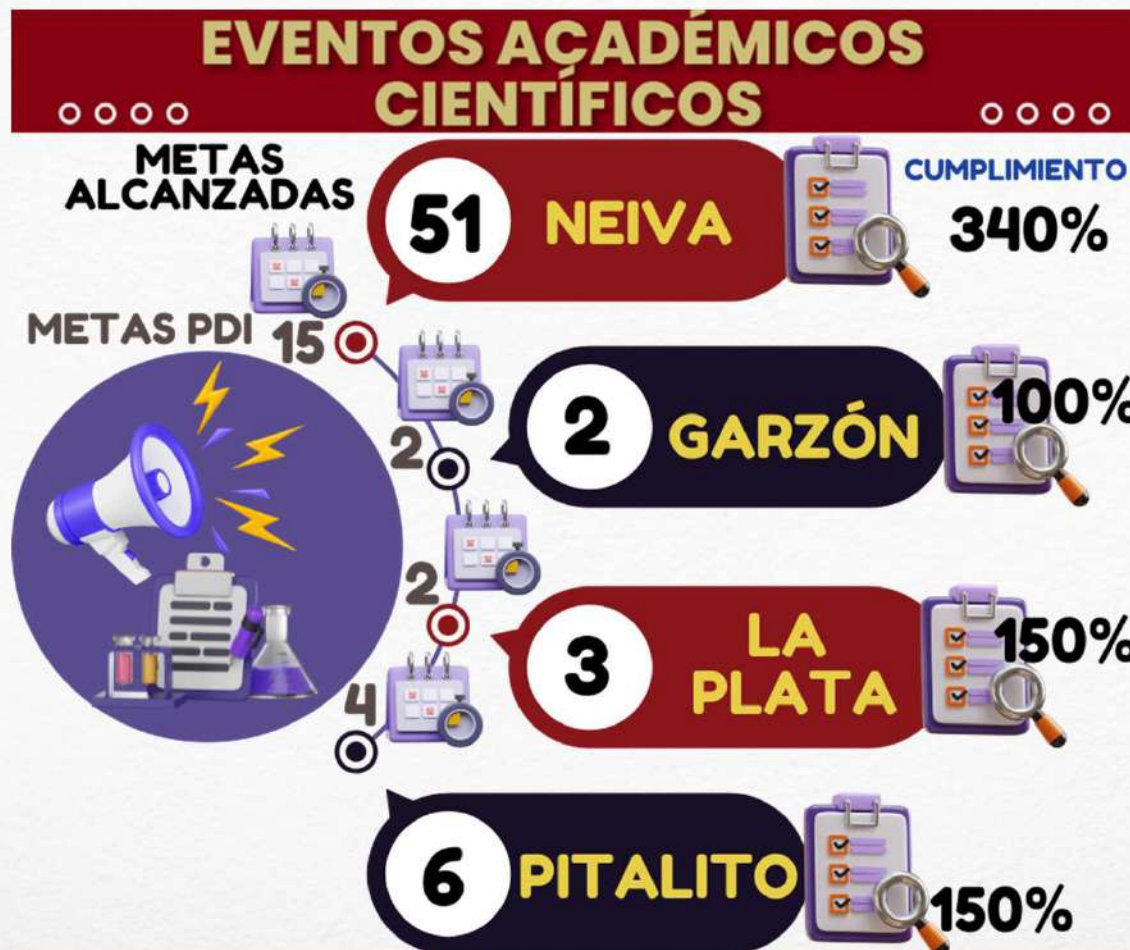 EVENTOS ACADÉMICOS
CIENTÍFICOS
METAS
ALCANZADAS
51
NEIVA
CUMPLIMIENTO
340%
METAS PDI
15
2
GARZÓN
100%
2
2
3
LA
PLATA
150%
4
6
PITALITO
150%